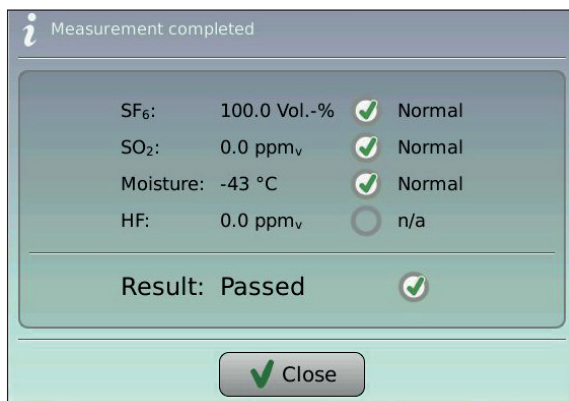 Measurement completed
SF₆: 100.0 Vol.-% Normal
SO₂: 0.0 ppmᵥ Normal
Moisture: -43 °C Normal
HF: 0.0 ppmᵥ n/a
Result: Passed
Close